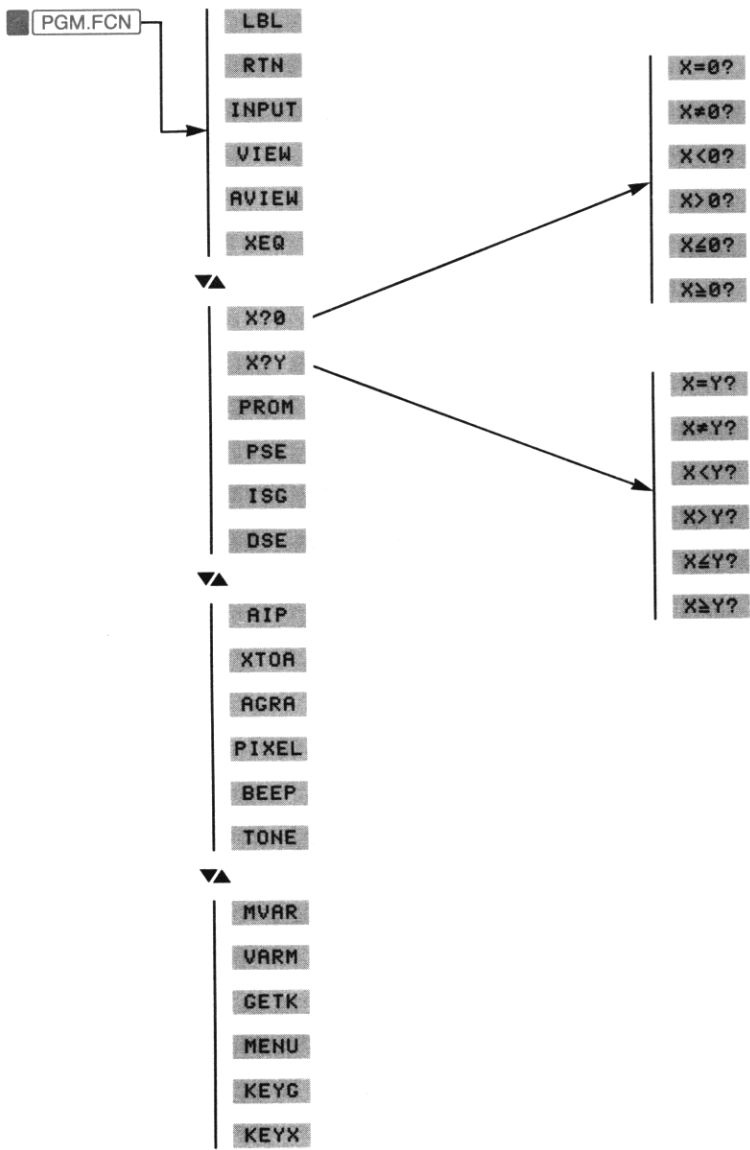 PGM.FCN
LBL
RTN
INPUT
VIEW
AVIEW
XEQ
X?0
X?Y
PROM
PSE
ISG
DSE
AIP
XTOA
AGRA
PIXEL
BEEP
TONE
MVAR
VARM
GETK
MENU
KEYG
KEYX
X=0?
X≠0?
X<0?
X>0?
X≤0?
X≥0?
X=Y?
X≠Y?
X<Y?
X>Y?
X≤Y?
X≥Y?